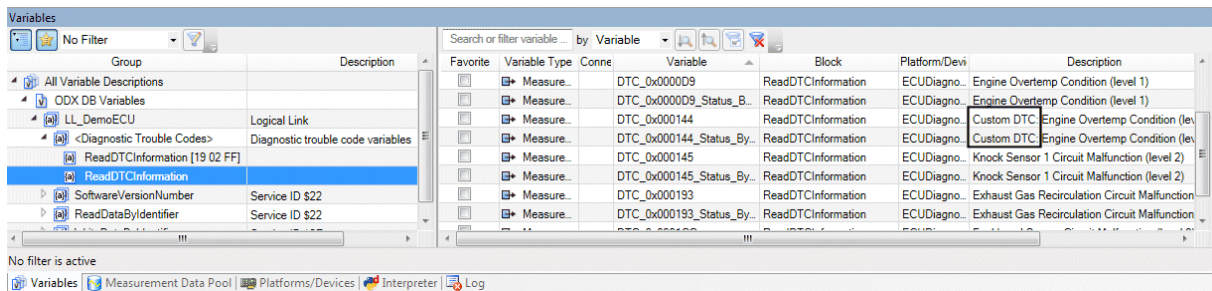 Variables
No Filter
Search or filter variable ... by Variable
Group Description
Favorite Variable Type Conne Variable Block Platform/Devi Description
All Variable Descriptions
ODX DB Variables
LL_DemoECU Logical Link
<Diagnostic Trouble Codes> Diagnostic trouble code variables
ReadDTCInformation [19 02 FF]
ReadDTCInformation
SoftwareVersionNumber Service ID $22
ReadDataByIdentifier Service ID $22
Measure... DTC_0x0000D9 ReadDTCInformation ECUDiagno... Engine Overtemp Condition (level 1)
Measure... DTC_0x0000D9_Status_B... ReadDTCInformation ECUDiagno... Engine Overtemp Condition (level 1)
Measure... DTC_0x000144 ReadDTCInformation ECUDiagno... Custom DTC: Engine Overtemp Condition (lev
Measure... DTC_0x000144_Status_By... ReadDTCInformation ECUDiagno... Custom DTC: Engine Overtemp Condition (lev
Measure... DTC_0x000145 ReadDTCInformation ECUDiagno... Knock Sensor 1 Circuit Malfunction (level 2)
Measure... DTC_0x000145_Status_By... ReadDTCInformation ECUDiagno... Knock Sensor 1 Circuit Malfunction (level 2)
Measure... DTC_0x000193 ReadDTCInformation ECUDiagno... Exhaust Gas Recirculation Circuit Malfunction
Measure... DTC_0x000193_Status_By... ReadDTCInformation ECUDiagno... Exhaust Gas Recirculation Circuit Malfunction
No filter is active
Variables Measurement Data Pool Platforms/Devices Interpreter Log